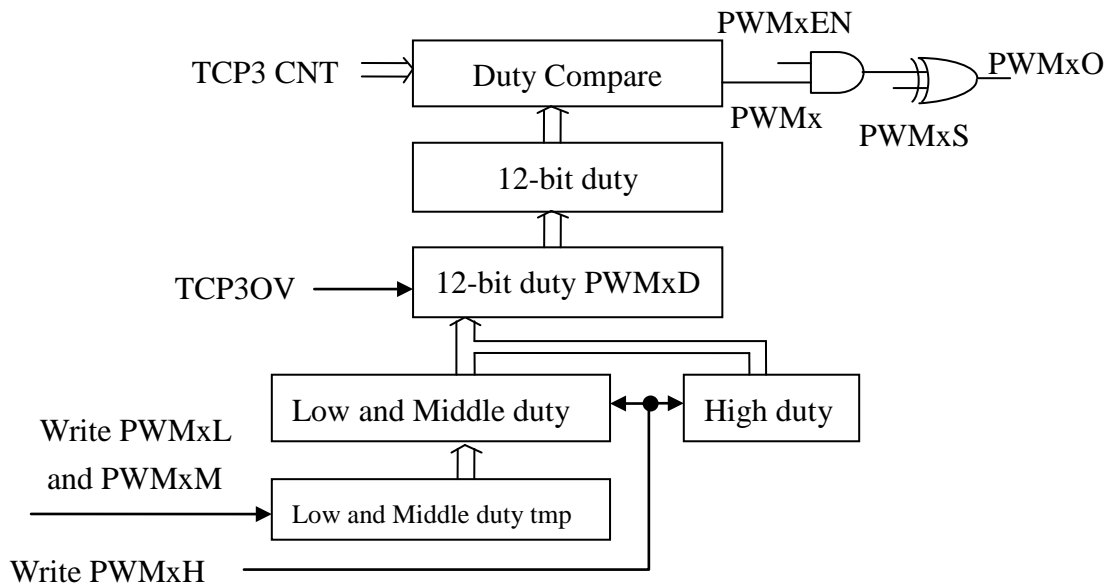 PWMxEN
TCP3 CNT
Duty Compare
PWMxO
PWMx
PWMxS
12-bit duty
TCP3OV
12-bit duty PWMxD
Low and Middle duty
High duty
Write PWMxL
and PWMxM
Low and Middle duty tmp
Write PWMxH